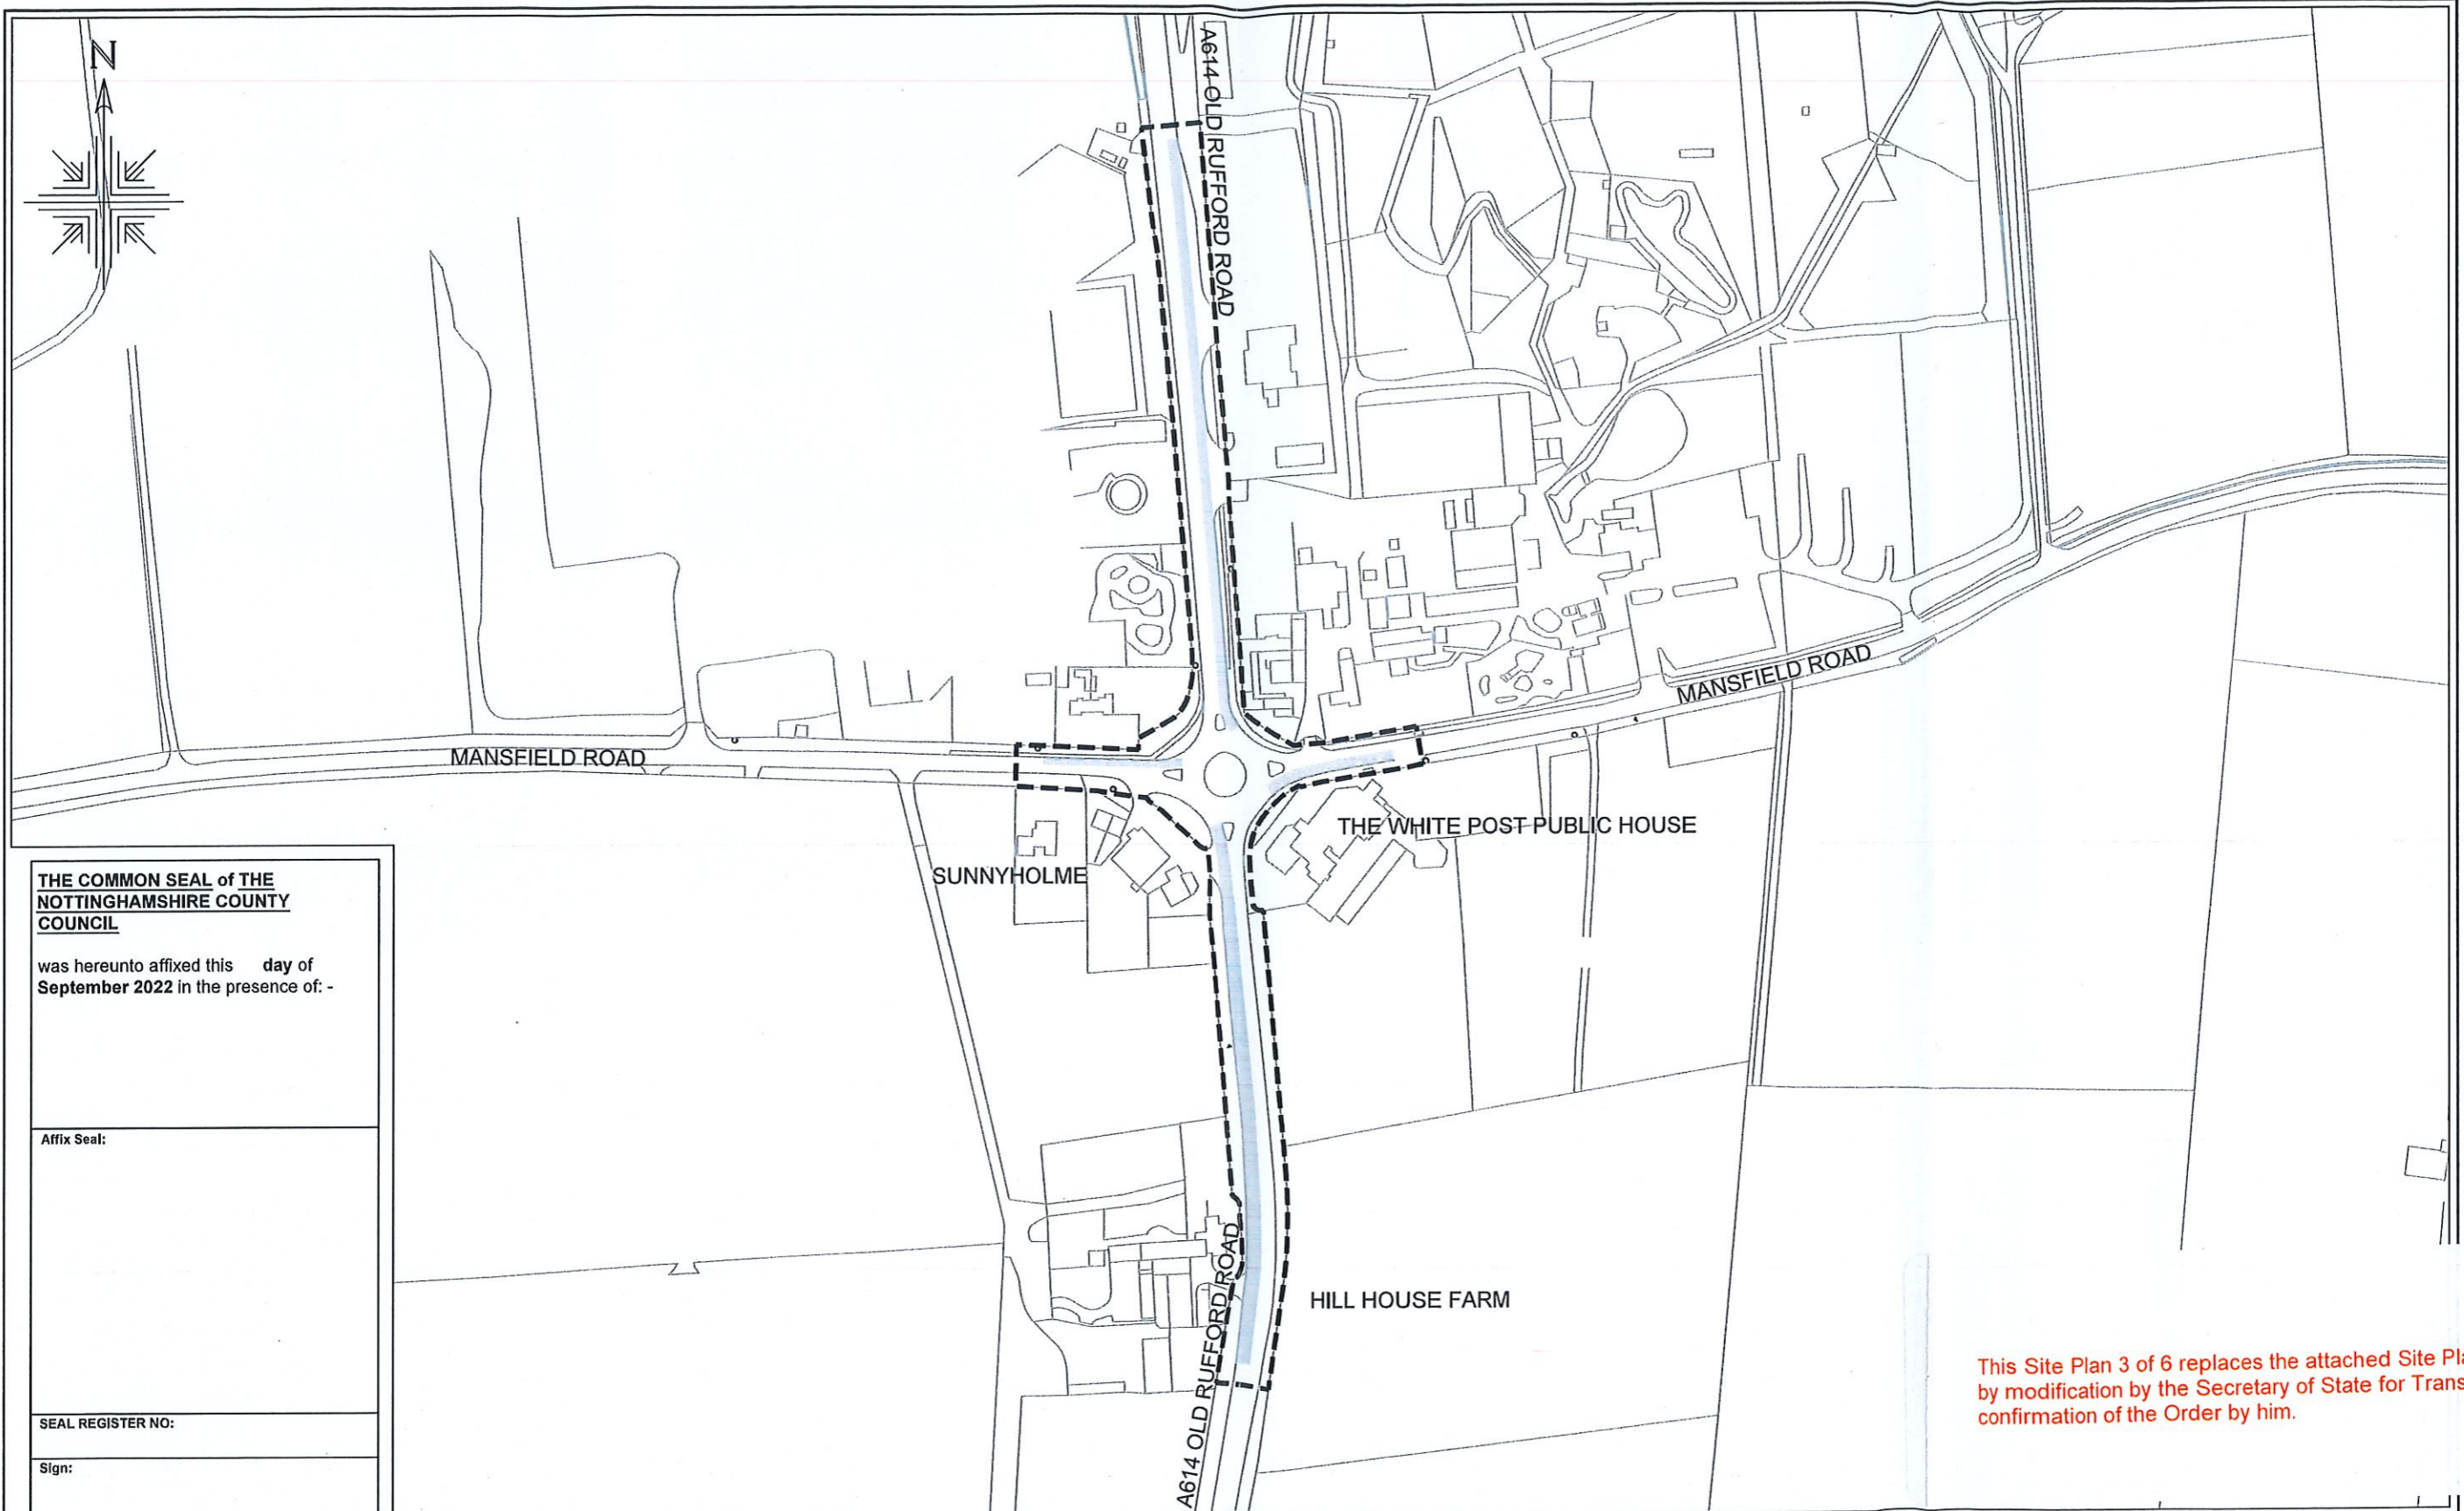 N
A614 OLD RUFFORD ROAD
MANSFIELD ROAD
MANSFIELD ROAD
THE WHITE POST PUBLIC HOUSE
SUNNYHOLME
THE COMMON SEAL of THE
NOTTINGHAMSHIRE COUNTY
COUNCIL
was hereunto affixed this day of
September 2022 in the presence of: -
Affix Seal:
SEAL REGISTER NO:
Sign:
A614 OLD RUFFORD ROAD
HILL HOUSE FARM
This Site Plan 3 of 6 replaces the attached Site
by modification by the Secretary of State for
confirmation of the Order by him.